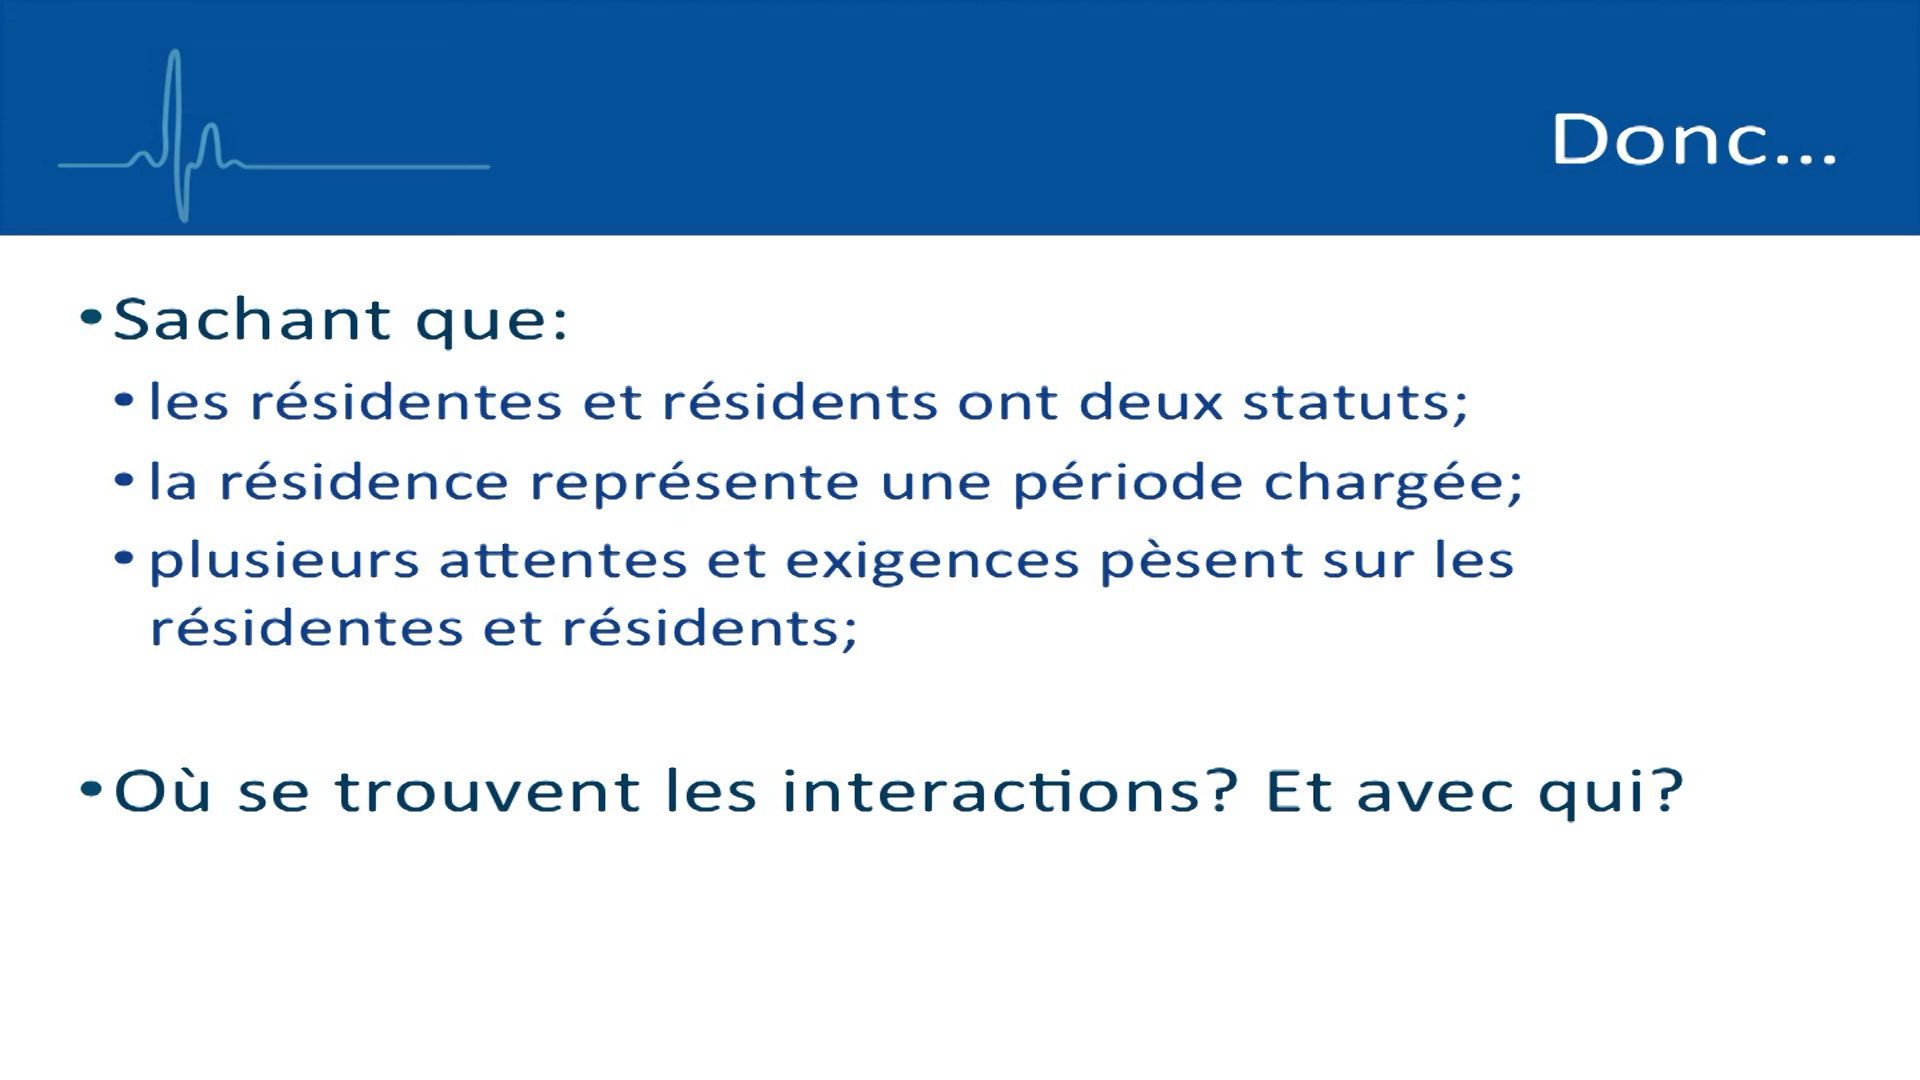 Donc...
•Sachant que:
•les résidentes et résidents ont deux statuts;
•la résidence représente une période chargée;
•plusieurs attentes et exigences pèsent sur les
résidentes et résidents;
•Où se trouvent les interactions? Et avec qui?